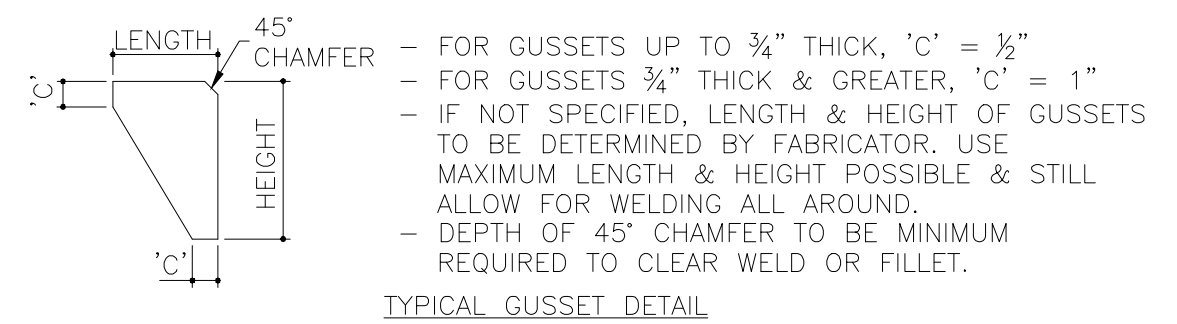 LENGTH
45°
CHAMFER
'C'
HEIGHT
'C'
– FOR GUSSETS UP TO ¾" THICK, 'C' = ½"
– FOR GUSSETS ¾" THICK & GREATER, 'C' = 1"
– IF NOT SPECIFIED, LENGTH & HEIGHT OF GUSSETS
TO BE DETERMINED BY FABRICATOR. USE
MAXIMUM LENGTH & HEIGHT POSSIBLE & STILL
ALLOW FOR WELDING ALL AROUND.
– DEPTH OF 45° CHAMFER TO BE MINIMUM
REQUIRED TO CLEAR WELD OR FILLET.
TYPICAL GUSSET DETAIL